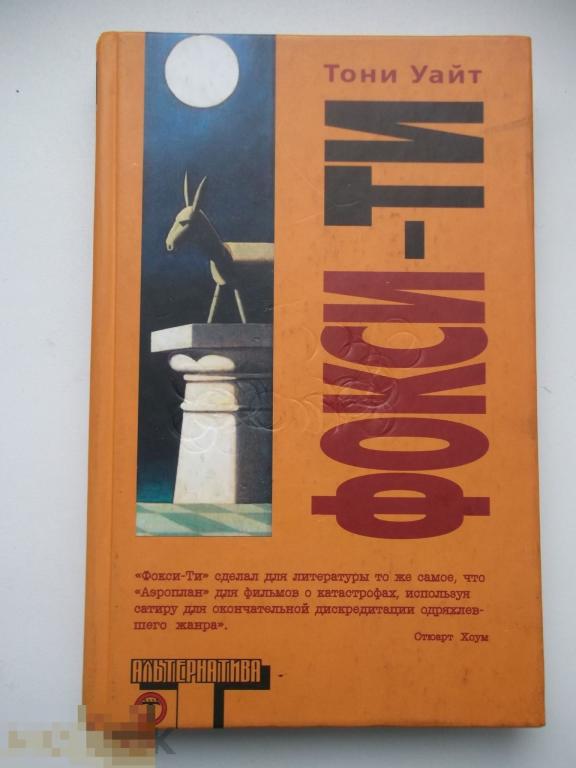 Тони Уайт
ФОКСИ-ТИ
«Фокси-Ти» сделал для литературы то же самое, что
«Аэроплан» для фильмов о катастрофах, используя
сатиру для окончательной дискредитации одряхлев-
шего жанра».
Стюарт Хоум
АЛЬТЕРНАТИВА